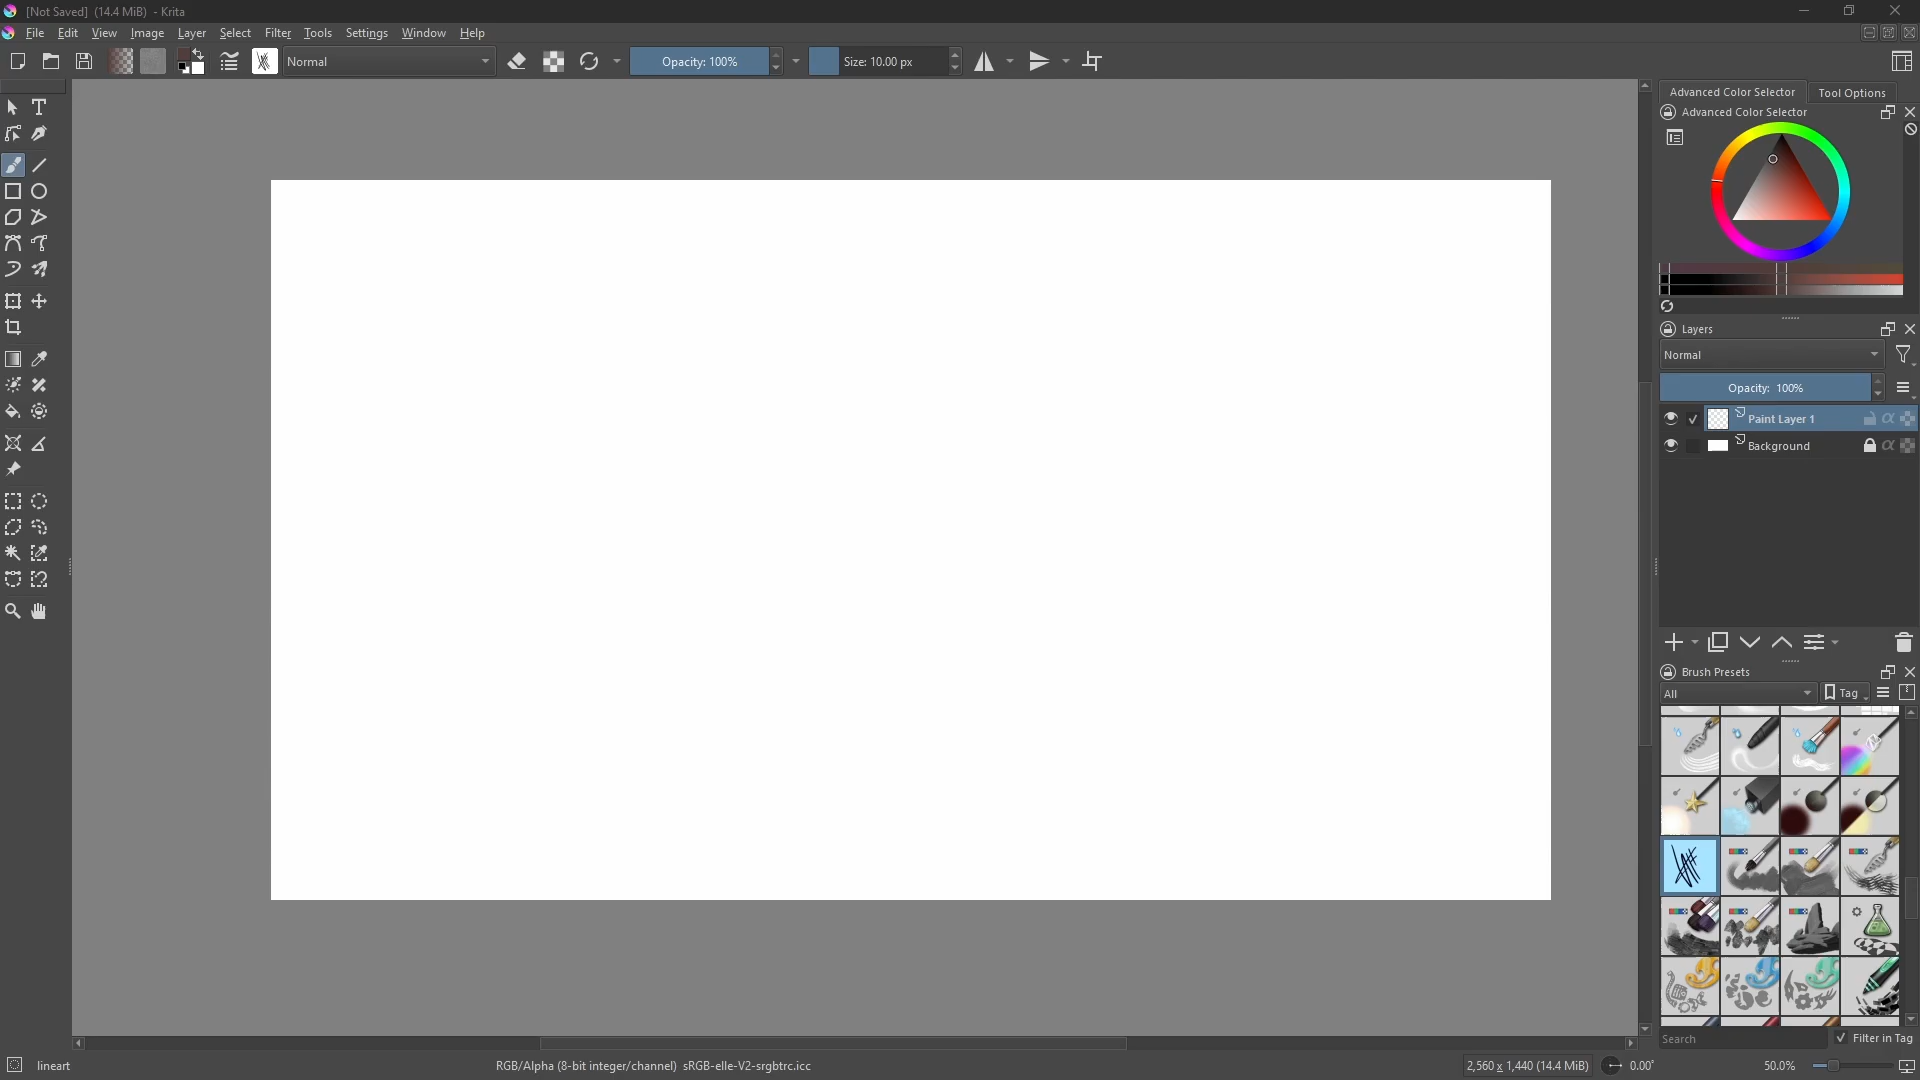 [Not Saved] (14.4 MiB) - Krita
File Edit View Image Layer Select Filter Tools Settings Window Help
Normal
Opacity: 100%
Size: 10.00 px
Advanced Color Selector
Tool Options
Advanced Color Selector
Layers
Normal
Opacity: 100%
Paint Layer 1
Background
Brush Presets
All
Tag
Search
Filter in Tag
lineart
RGB/Alpha (8-bit integer/channel) sRGB-elle-V2-srgbtrc.icc
2,560 x 1,440 (14.4 MiB)
0.00°
50.0%